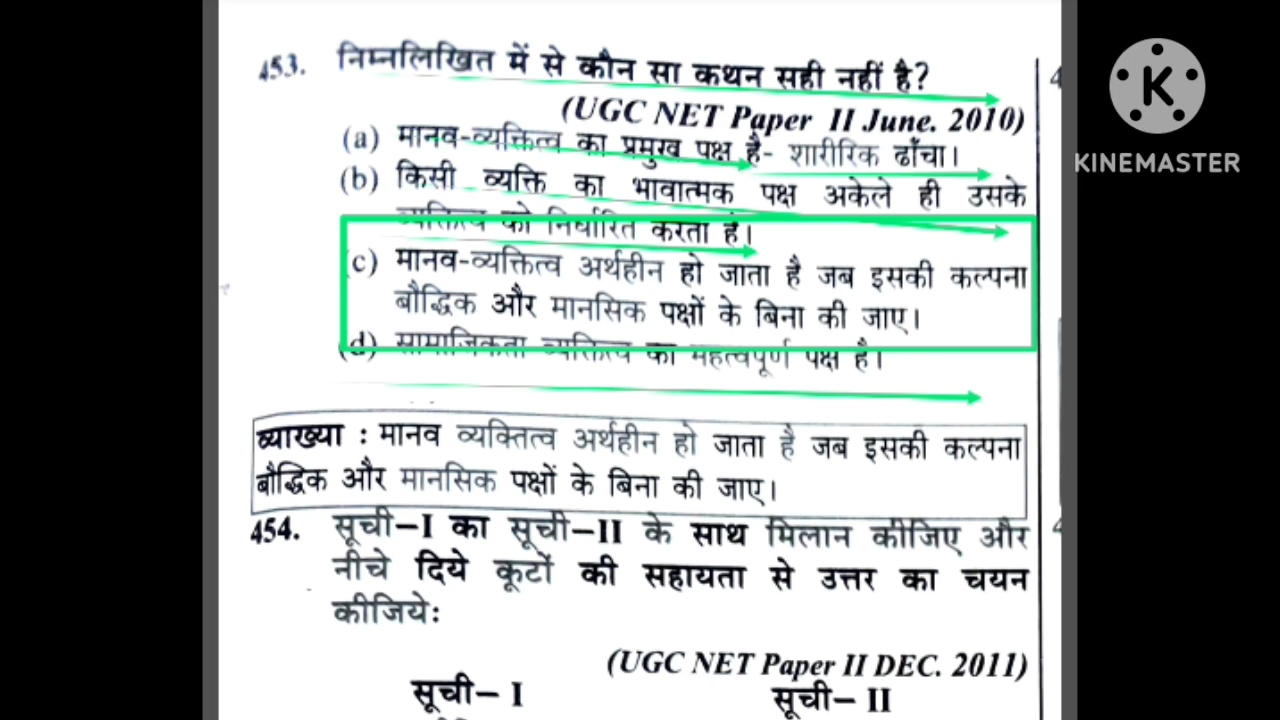 453. निम्नलिखित में से कौन सा कथन सही नहीं है?
(UGC NET Paper II June. 2010)
(a) मानव-व्यक्तित्व का प्रमुख पक्ष है- शारीरिक ढाँचा।
(b) किसी व्यक्ति का भावात्मक पक्ष अकेले ही उसके
व्यक्तित्व को निर्धारित करता है।
(c) मानव-व्यक्तित्व अर्थहीन हो जाता है जब इसकी कल्पना
बौद्धिक और मानसिक पक्षों के बिना की जाए।
(d) सामाजिकता व्यक्तित्व का महत्वपूर्ण पक्ष है।
व्याख्या : मानव व्यक्तित्व अर्थहीन हो जाता है जब इसकी कल्पना
बौद्धिक और मानसिक पक्षों के बिना की जाए।
454. सूची-I का सूची-II के साथ मिलान कीजिए और
नीचे दिये कूटों की सहायता से उत्तर का चयन
कीजिये:
(UGC NET Paper II DEC. 2011)
सूची- I सूची- II
K
KINEMASTER